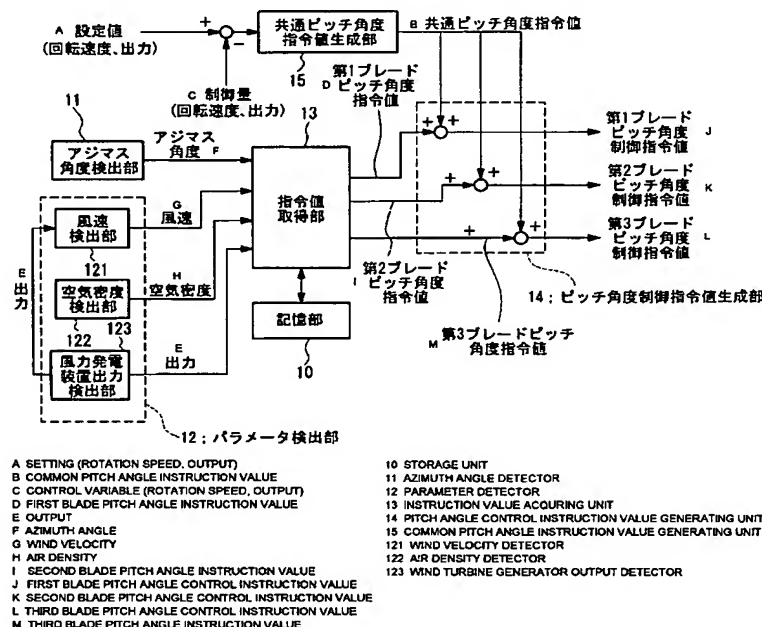 A 設定値
(回転速度、出力)
+
−
共通ピッチ角度
指令値生成部
15
B 共通ピッチ角度指令値
C 制御量
(回転速度、出力)
第1ブレード
D ピッチ角度
指令値
11
アジマス
角度検出部
アジマス
角度 F
13
指令値
取得部
+
+
第1ブレード
ピッチ角度 J
制御指令値
G
風速
風速
検出部
121
+
+
第2ブレード
ピッチ角度 K
制御指令値
E
出力
H
空気密度
空気密度
検出部
122
123
+
+
第3ブレード
ピッチ角度 L
制御指令値
第2ブレード
I ピッチ角度
指令値
14;ピッチ角度制御指令値生成部
風力発電
装置出力
検出部
E
出力
記憶部
10
M 第3ブレードピッチ
角度指令値
12;パラメータ検出部
A SETTING (ROTATION SPEED, OUTPUT)
B COMMON PITCH ANGLE INSTRUCTION VALUE
C CONTROL VARIABLE (ROTATION SPEED, OUTPUT)
D FIRST BLADE PITCH ANGLE INSTRUCTION VALUE
E OUTPUT
F AZIMUTH ANGLE
G WIND VELOCITY
H AIR DENSITY
I SECOND BLADE PITCH ANGLE INSTRUCTION VALUE
J FIRST BLADE PITCH ANGLE CONTROL INSTRUCTION VALUE
K SECOND BLADE PITCH ANGLE CONTROL INSTRUCTION VALUE
L THIRD BLADE PITCH ANGLE CONTROL INSTRUCTION VALUE
M THIRD BLADE PITCH ANGLE INSTRUCTION VALUE
10 STORAGE UNIT
11 AZIMUTH ANGLE DETECTOR
12 PARAMETER DETECTOR
13 INSTRUCTION VALUE ACQURING UNIT
14 PITCH ANGLE CONTROL INSTRUCTION VALUE GENERATING UNIT
15 COMMON PITCH ANGLE INSTRUCTION VALUE GENERATING UNIT
121 WIND VELOCITY DETECTOR
122 AIR DENSITY DETECTOR
123 WIND TURBINE GENERATOR OUTPUT DETECTOR